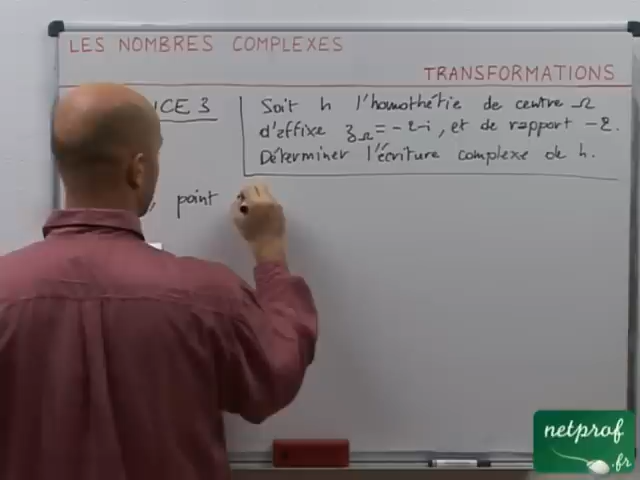 LES NOMBRES COMPLEXES
TRANSFORMATIONS
ICE 3
Soit h l'homothétie de centre Ω
d'affixe zΩ = -2-i, et de rapport -2.
Déterminer l'écriture complexe de h.
point
netprof
.fr